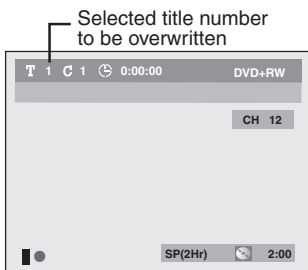 Selected title number
to be overwritten
T 1 C 1 0:00:00 DVD+RW
CH 12
SP(2Hr) 2:00